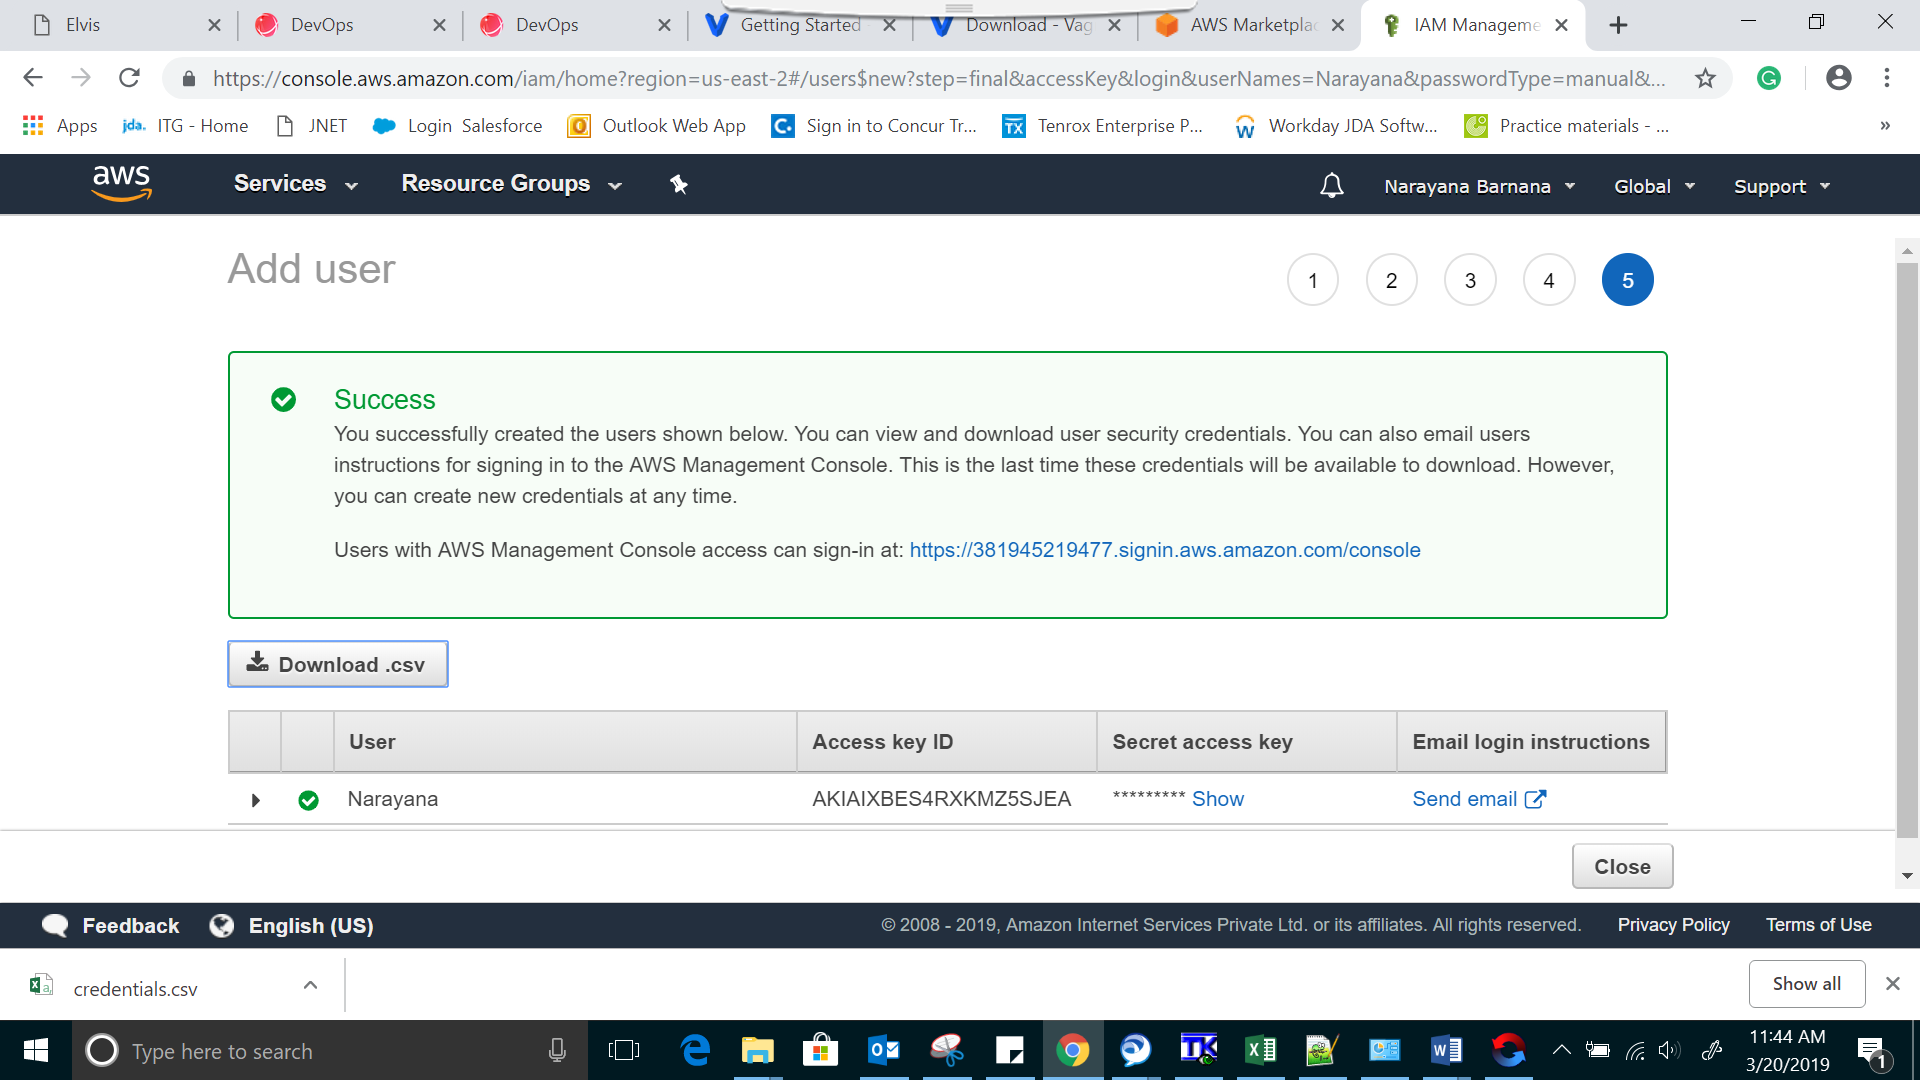 Elvis
DevOps
DevOps
Getting Started
Download - Vag
AWS Marketplac
IAM Manageme
https://console.aws.amazon.com/iam/home?region=us-east-2#/users$new?step=final&accessKey&login&userNames=Narayana&passwordType=manual&...
Apps
jda. ITG - Home
JNET
Login Salesforce
Outlook Web App
Sign in to Concur Tr...
Tenrox Enterprise P...
Workday JDA Softw...
Practice materials - ...
»
aws
Services
Resource Groups
Narayana Barnana
Global
Support
Add user
1 2 3 4 5
Success
You successfully created the users shown below. You can view and download user security credentials. You can also email users
instructions for signing in to the AWS Management Console. This is the last time these credentials will be available to download. However,
you can create new credentials at any time.
Users with AWS Management Console access can sign-in at: https://381945219477.signin.aws.amazon.com/console
Download .csv
User Access key ID Secret access key Email login instructions
Narayana AKIAIXBES4RXKMZ5SJEA ********* Show Send email
Close
Feedback English (US) © 2008 - 2019, Amazon Internet Services Private Ltd. or its affiliates. All rights reserved. Privacy Policy Terms of Use
credentials.csv
Show all
Type here to search
11:44 AM
3/20/2019
1